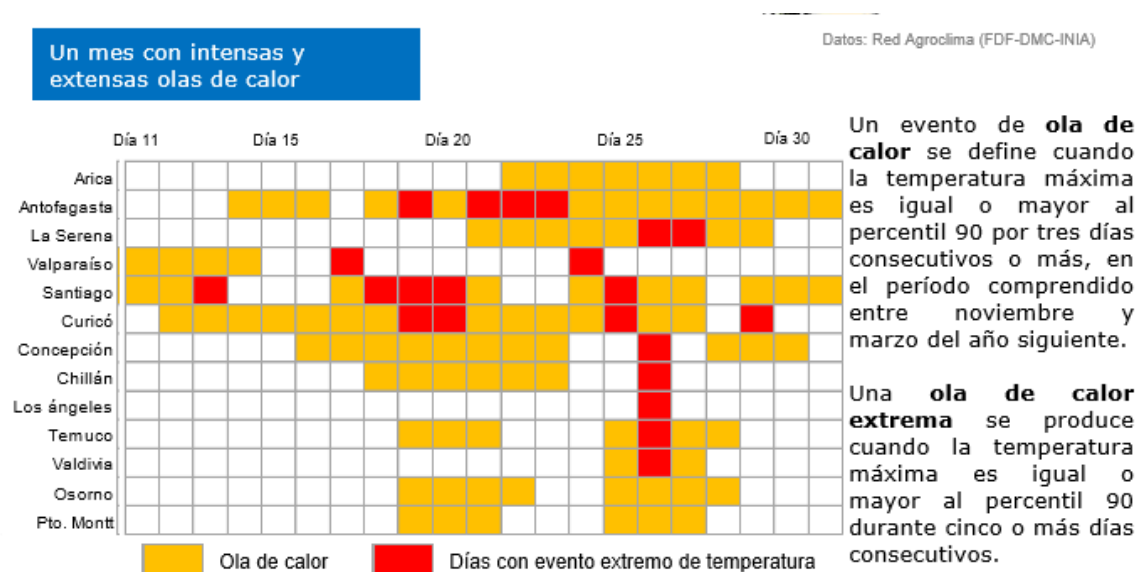 Datos: Red Agroclima (FDF-DMC-INIA)
Un mes con intensas y
extensas olas de calor
Día 11 Día 15 Día 20 Día 25 Día 30
Arica
Antofagasta
La Serena
Valparaíso
Santiago
Curicó
Concepción
Chillán
Los ángeles
Temuco
Valdivia
Osorno
Pto. Montt
Ola de calor Días con evento extremo de temperatura
Un evento de ola de
calor se define cuando
la temperatura máxima
es igual o mayor al
percentil 90 por tres días
consecutivos o más, en
el período comprendido
entre noviembre y
marzo del año siguiente.
Una ola de calor
extrema se produce
cuando la temperatura
máxima es igual o
mayor al percentil 90
durante cinco o más días
consecutivos.